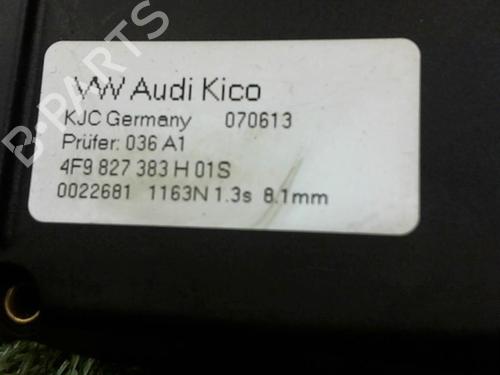 VW Audi Kico
KJC Germany 070613
Prüfer: 036 A1
4F9 827 383 H 01S
0022681 1163N 1.3s 8.1mm
B-PARTS